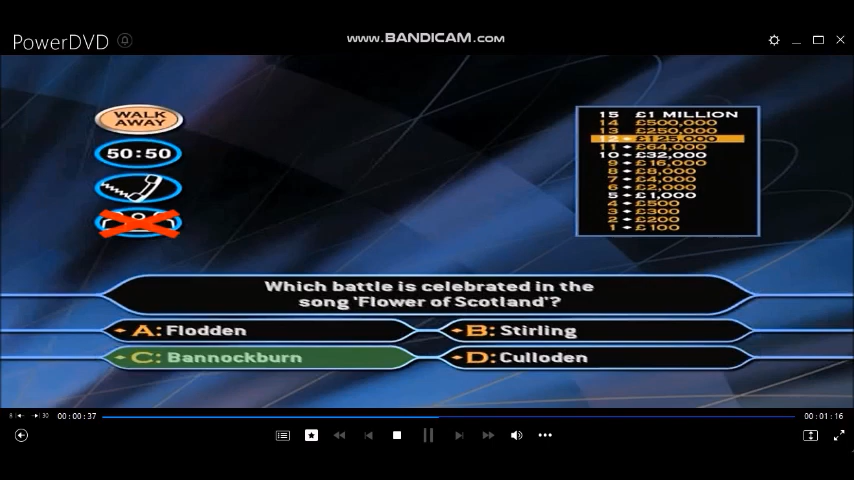 PowerDVD
www.BANDICAM.com
WALK AWAY
50:50
15 £1 MILLION
14 £500,000
13 £250,000
12 £125,000
11 £64,000
10 £32,000
9 £16,000
8 £8,000
7 £4,000
6 £2,000
5 £1,000
4 £500
3 £300
2 £200
1 £100
Which battle is celebrated in the
song 'Flower of Scotland'?
A: Flodden
B: Stirling
C: Bannockburn
D: Culloden
8 30 00:00:37
00:01:16